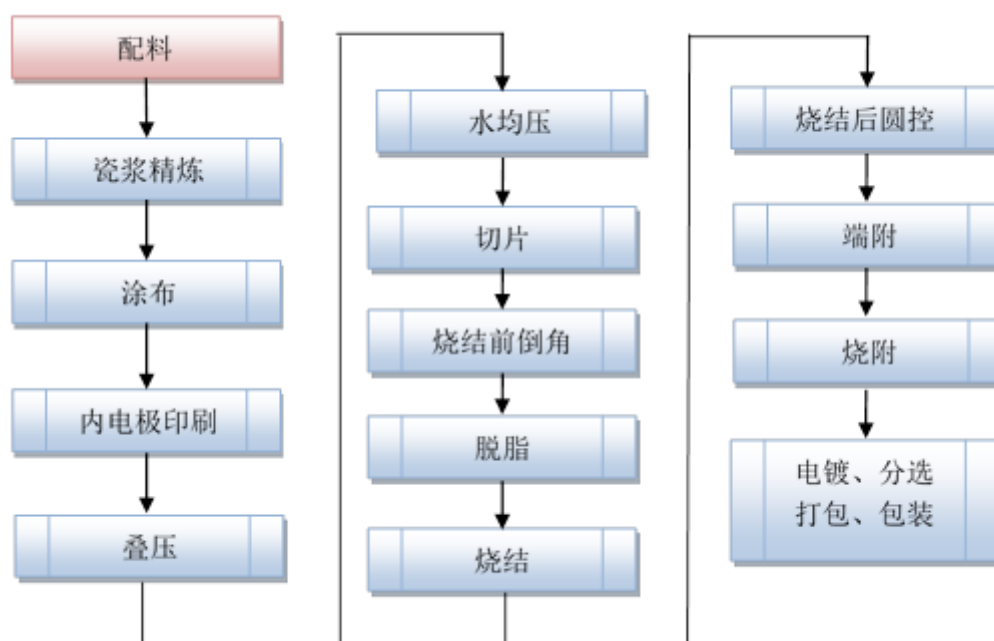 配料
瓷浆精炼
涂布
内电极印刷
叠压
水均压
切片
烧结前倒角
脱脂
烧结
烧结后圆控
端附
烧附
电镀、分选
打包、包装